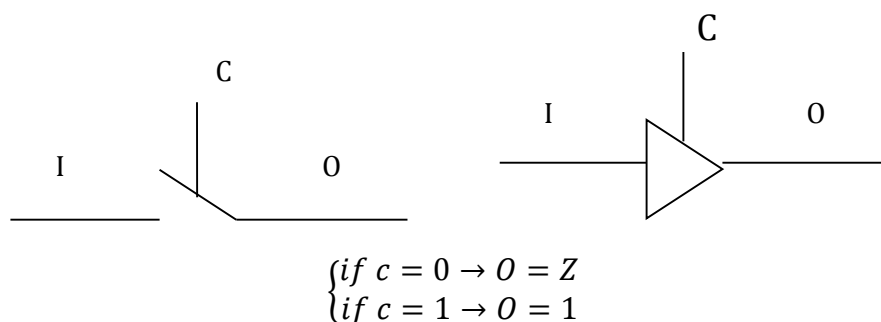 C
C
I
O
I
O
if c = 0 → O = Z
if c = 1 → O = 1